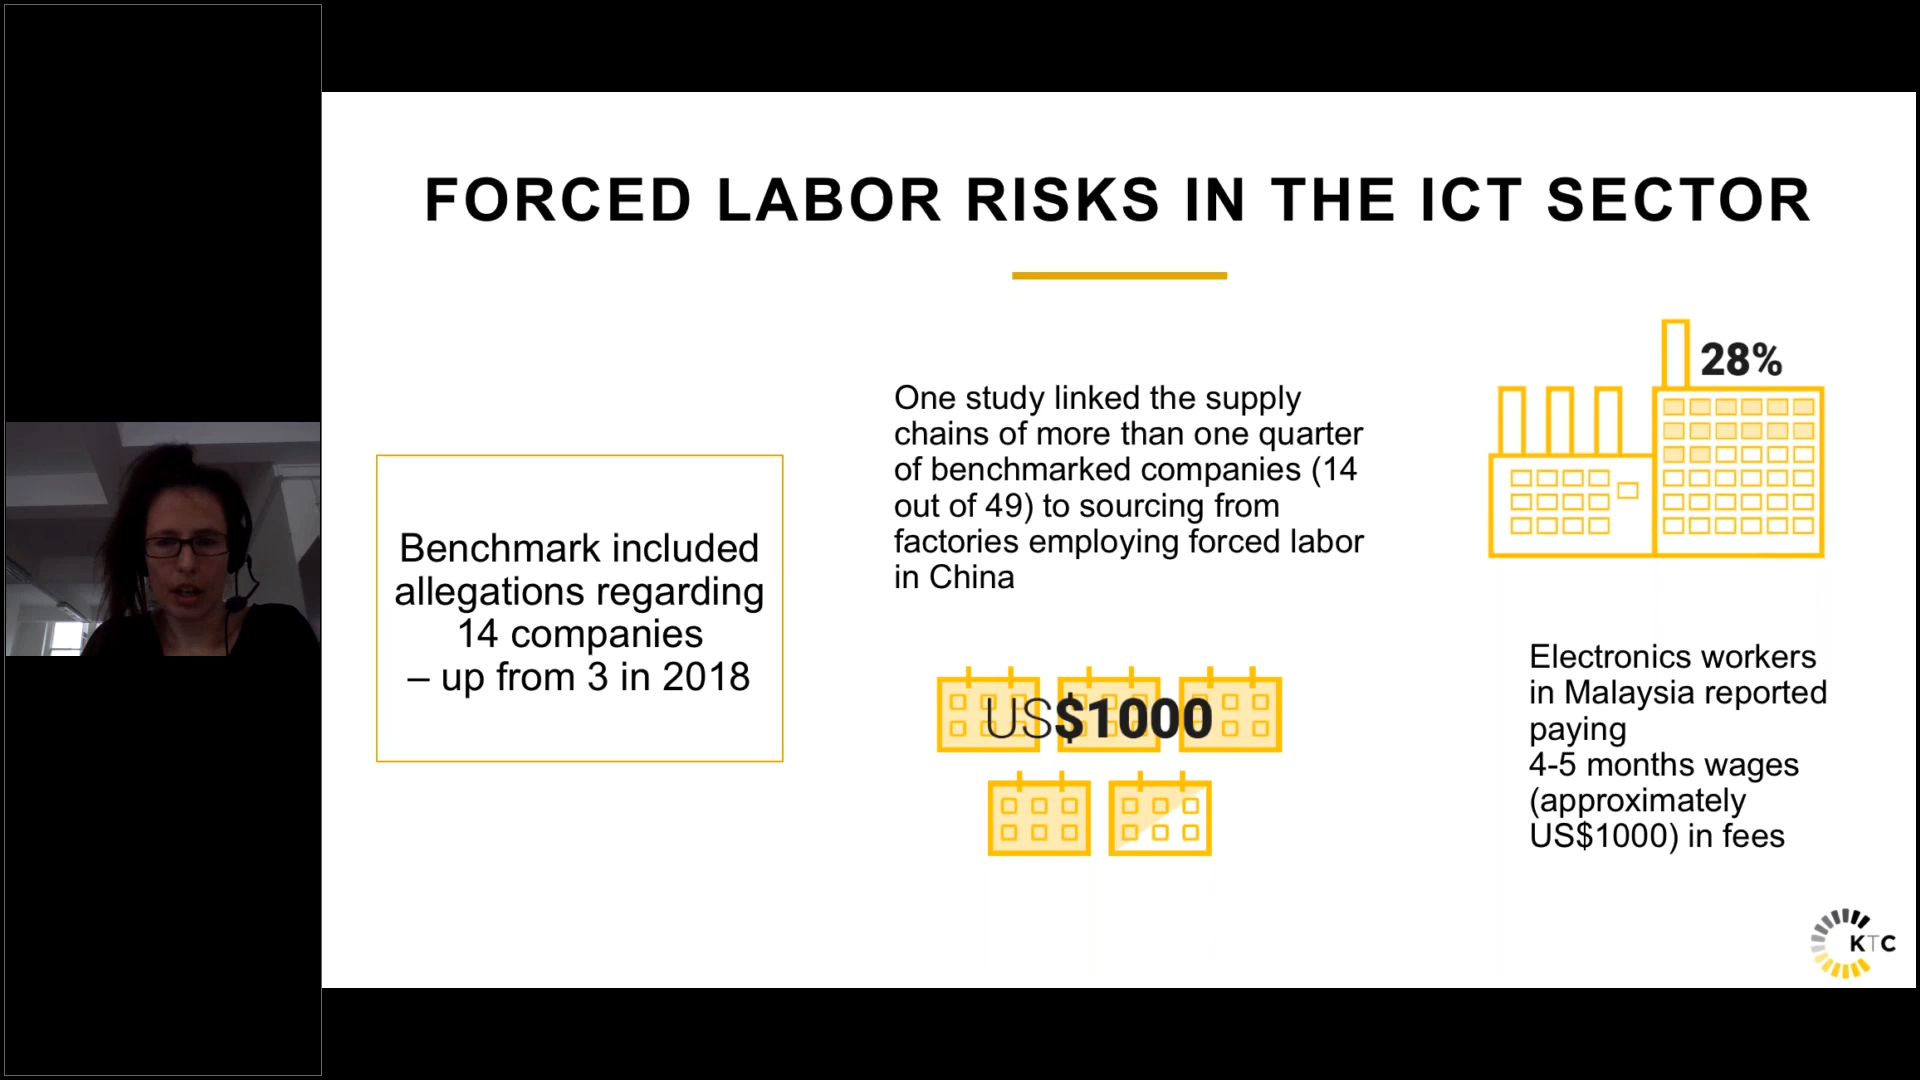 FORCED LABOR RISKS IN THE ICT SECTOR
Benchmark included
allegations regarding
14 companies
– up from 3 in 2018
One study linked the supply
chains of more than one quarter
of benchmarked companies (14
out of 49) to sourcing from
factories employing forced labor
in China
28%
US$1000
Electronics workers
in Malaysia reported
paying
4-5 months wages
(approximately
US$1000) in fees
KTC